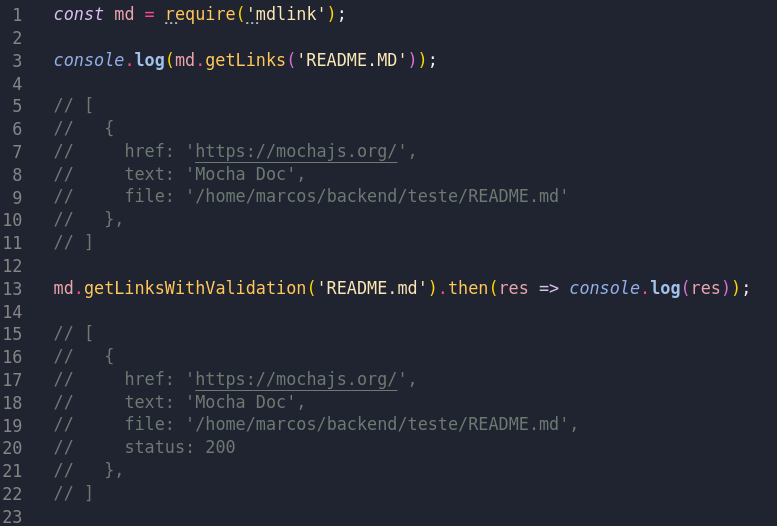 1 const md = require('mdlink');
2
3 console.log(md.getLinks('README.MD'));
4
5 // [
6 //   {
7 //     href: 'https://mochajs.org/',
8 //     text: 'Mocha Doc',
9 //     file: '/home/marcos/backend/teste/README.md'
10 //   },
11 // ]
12
13 md.getLinksWithValidation('README.md').then(res => console.log(res));
14
15 // [
16 //   {
17 //     href: 'https://mochajs.org/',
18 //     text: 'Mocha Doc',
19 //     file: '/home/marcos/backend/teste/README.md',
20 //     status: 200
21 //   },
22 // ]
23